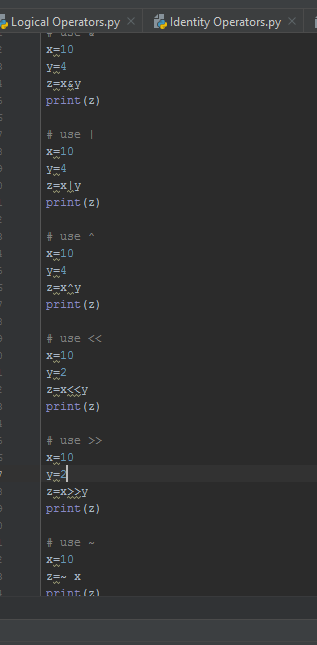 Logical Operators.py × Identity Operators.py ×
# use &
x=10
y=4
z=x&y
print(z)
# use |
x=10
y=4
z=x|y
print(z)
# use ^
x=10
y=4
z=x^y
print(z)
# use <<
x=10
y=2
z=x<<y
print(z)
# use >>
x=10
y=2
z=x>>y
print(z)
# use ~
x=10
z=~ x
print(z)